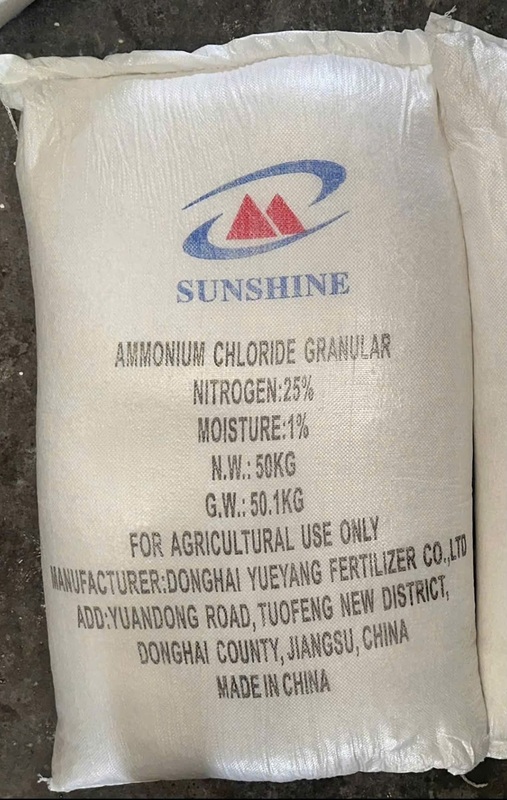 SUNSHINE
AMMONIUM CHLORIDE GRANULAR
NITROGEN:25%
MOISTURE:1%
N.W.: 50KG
G.W.: 50.1KG
FOR AGRICULTURAL USE ONLY
MANUFACTURER:DONGHAI YUEYANG FERTILIZER CO.,LTD
ADD:YUANDONG ROAD, TUOFENG NEW DISTRICT,
DONGHAI COUNTY, JIANGSU, CHINA
MADE IN CHINA